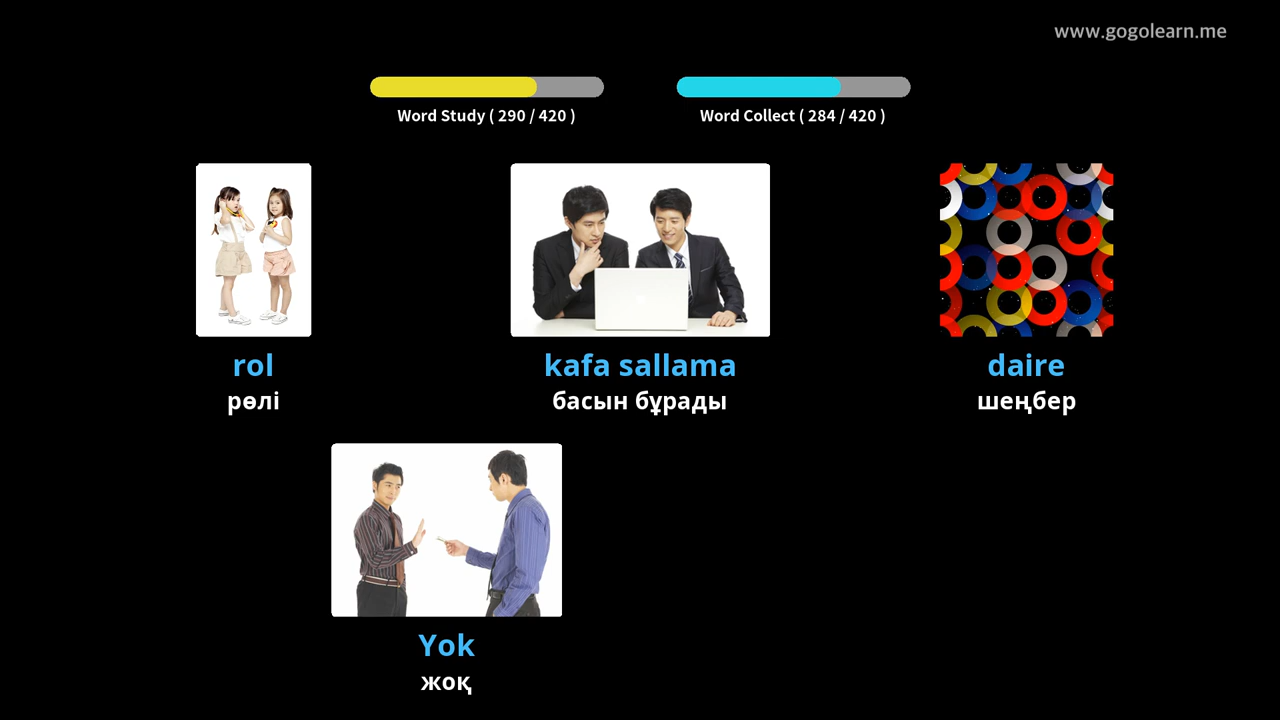 www.gogolearn.me
Word Study ( 290 / 420 )
Word Collect ( 284 / 420 )
rol
рөлі
kafa sallama
басын бұрады
daire
шеңбер
Yok
жоқ